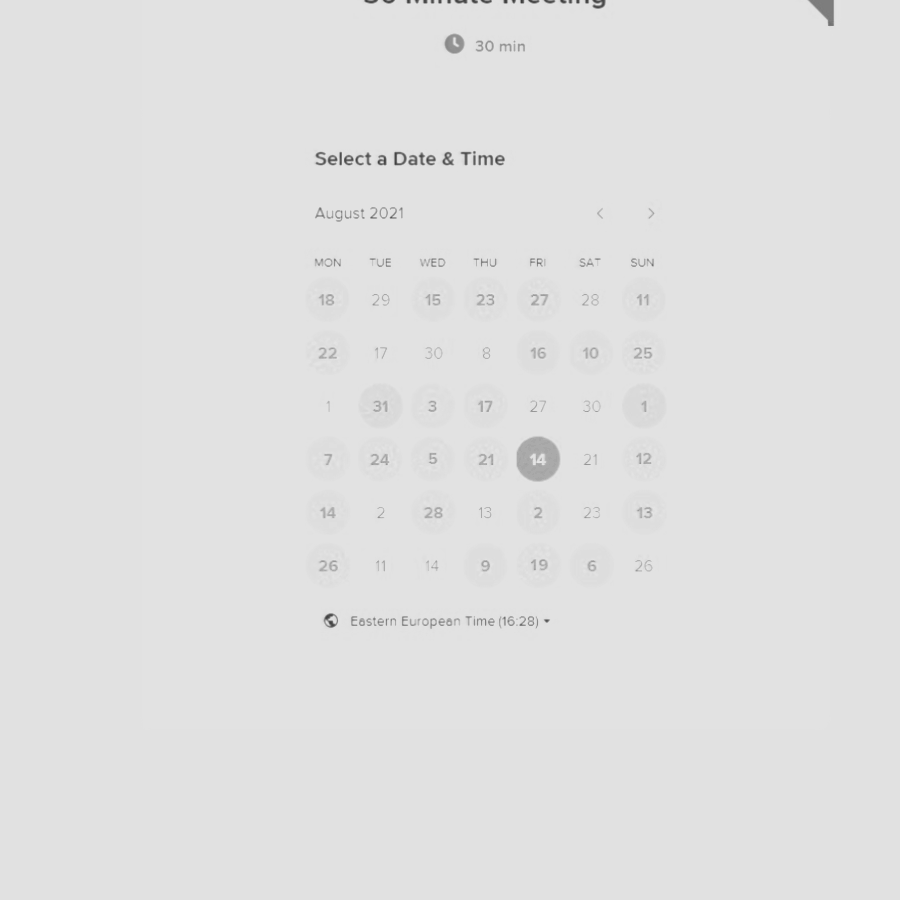 30 Minute Meeting
30 min
Select a Date & Time
August 2021
MON TUE WED THU FRI SAT SUN
18 29 15 23 27 28 11
22 17 30 8 16 10 25
1 31 3 17 27 30 1
7 24 5 21 14 21 12
14 2 28 13 2 23 13
26 11 14 9 19 6 26
Eastern European Time (16:28)